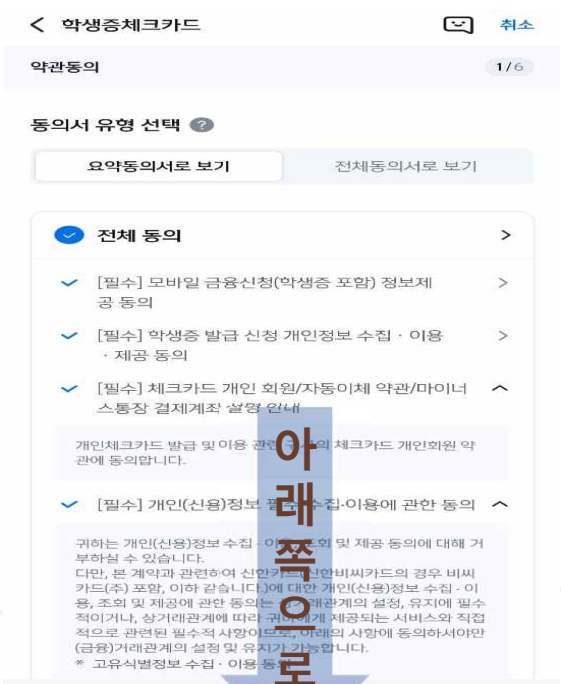 학생증체크카드
취소
약관동의
1/6
동의서 유형 선택 ?
요약동의서로 보기
전체동의서로 보기
전체 동의
[필수] 모바일 금융신청(학생증 포함) 정보제
공 동의
[필수] 학생증 발급 신청 개인정보 수집 · 이용
· 제공 동의
[필수] 체크카드 개인 회원/자동이체 약관/마이너
스통장 결제계좌 설명 안내
개인체크카드 발급 및 이용 관련 체크카드 개인회원 약
관에 동의합니다.
[필수] 개인(신용)정보 필수 수집·이용에 관한 동의
귀하는 개인(신용)정보 수집 · 이용, 조회 및 제공 동의에 대해 거
부하실 수 있습니다.
다만, 본 계약과 관련하여 신한카드(신한비씨카드의 경우 비씨
카드(주) 포함, 이하 같습니다.)에 대한 개인(신용)정보 수집 · 이
용, 조회 및 제공에 관한 동의는 상거래관계의 설정, 유지에 필수
적이거나, 상거래관계에 따라 귀하에게 제공되는 서비스와 직접
적으로 관련된 필수적 사항이므로, 아래의 사항에 동의하셔야만
(금융)거래관계의 설정 및 유지가 가능합니다.
* 고유식별정보 수집 · 이용 동의
아
래
쪽
으
로